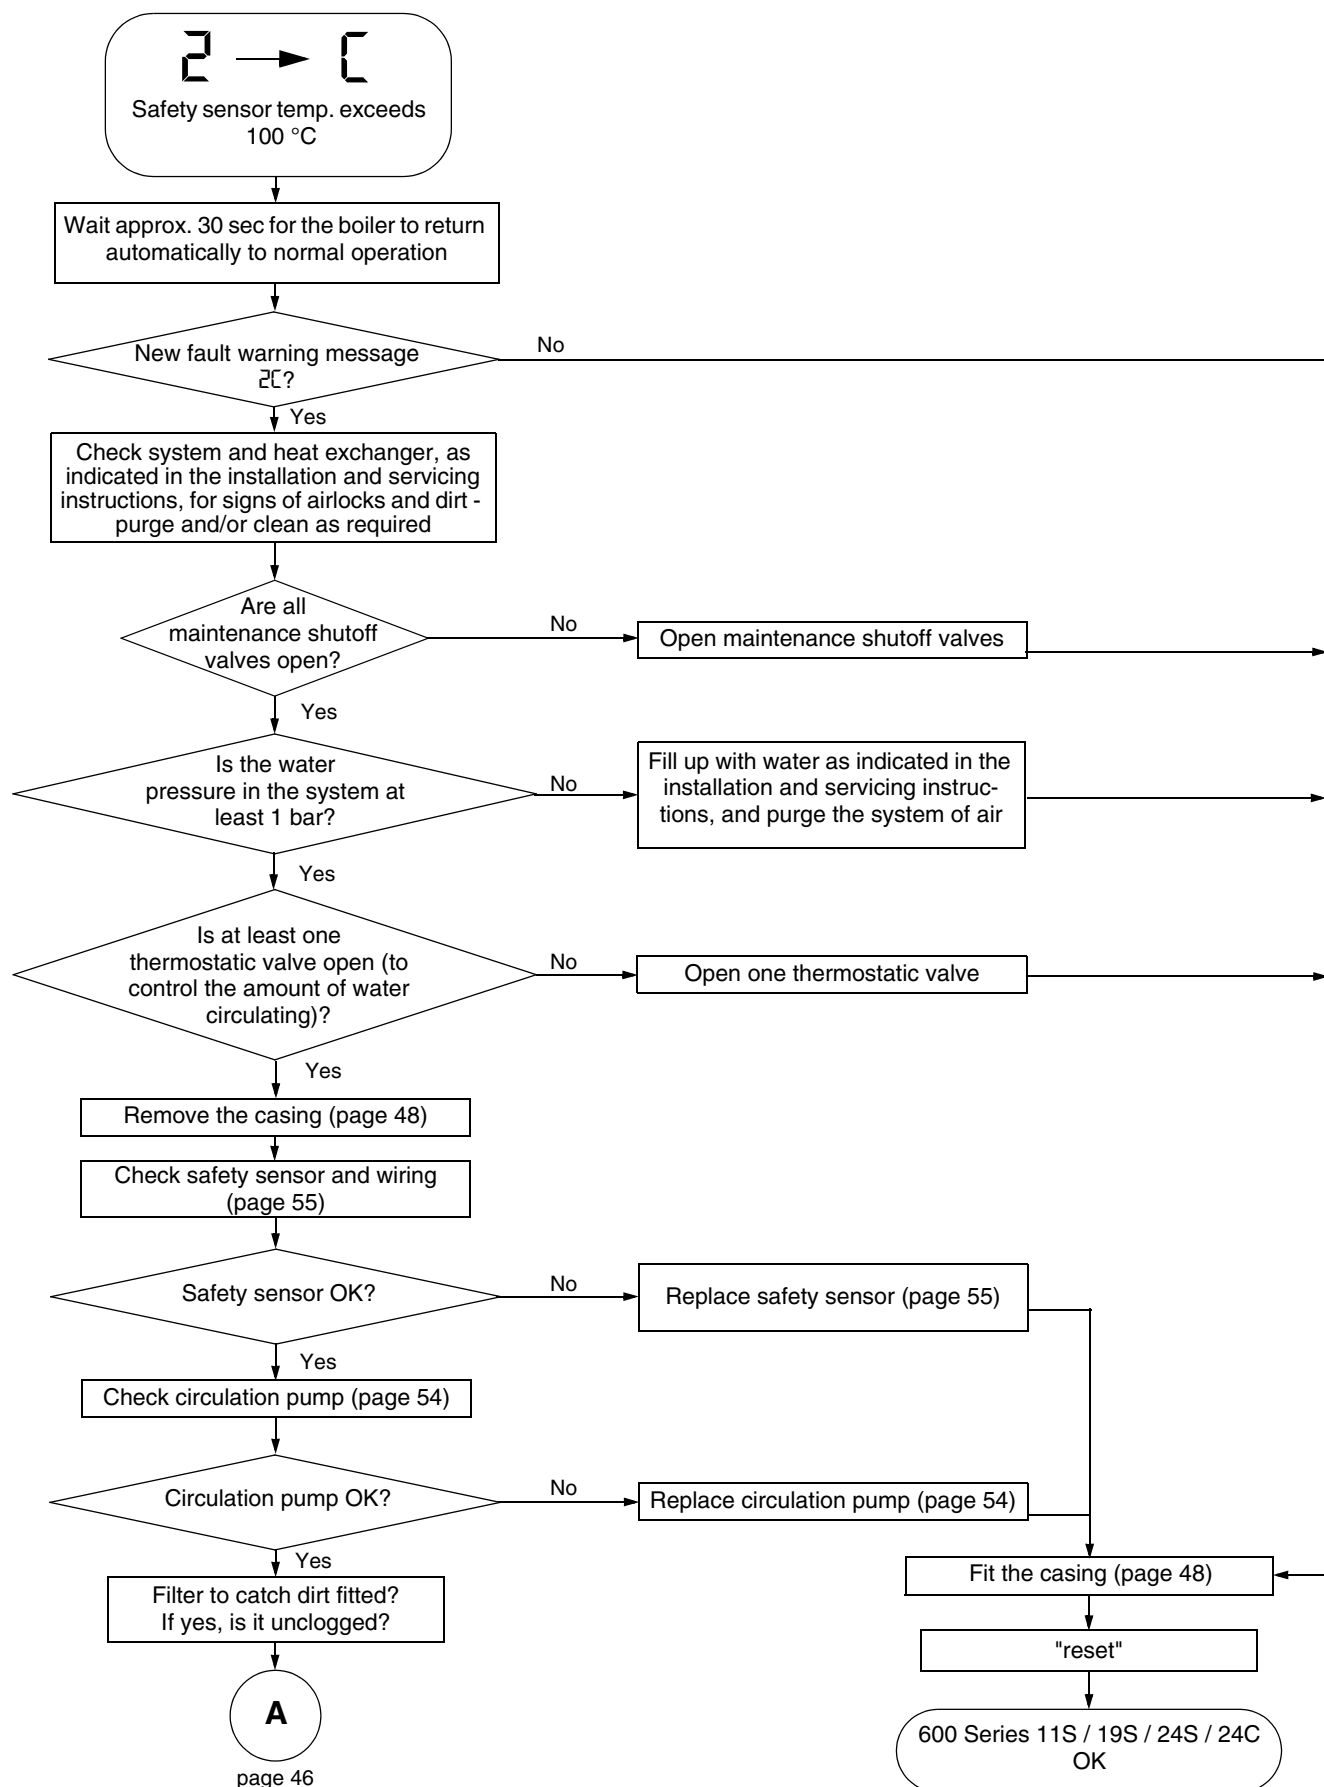 2 C
Safety sensor temp. exceeds
100 °C
Wait approx. 30 sec for the boiler to return
automatically to normal operation
New fault warning message
2C?
No
Yes
Check system and heat exchanger, as
indicated in the installation and servicing
instructions, for signs of airlocks and dirt -
purge and/or clean as required
Are all
maintenance shutoff
valves open?
No
Open maintenance shutoff valves
Yes
Is the water
pressure in the system at
least 1 bar?
No
Fill up with water as indicated in the
installation and servicing instruc-
tions, and purge the system of air
Yes
Is at least one
thermostatic valve open (to
control the amount of water
circulating)?
No
Open one thermostatic valve
Yes
Remove the casing (page 48)
Check safety sensor and wiring
(page 55)
Safety sensor OK?
No
Replace safety sensor (page 55)
Yes
Check circulation pump (page 54)
Circulation pump OK?
No
Replace circulation pump (page 54)
Yes
Filter to catch dirt fitted?
If yes, is it unclogged?
A
page 46
Fit the casing (page 48)
"reset"
600 Series 11S / 19S / 24S / 24C
OK